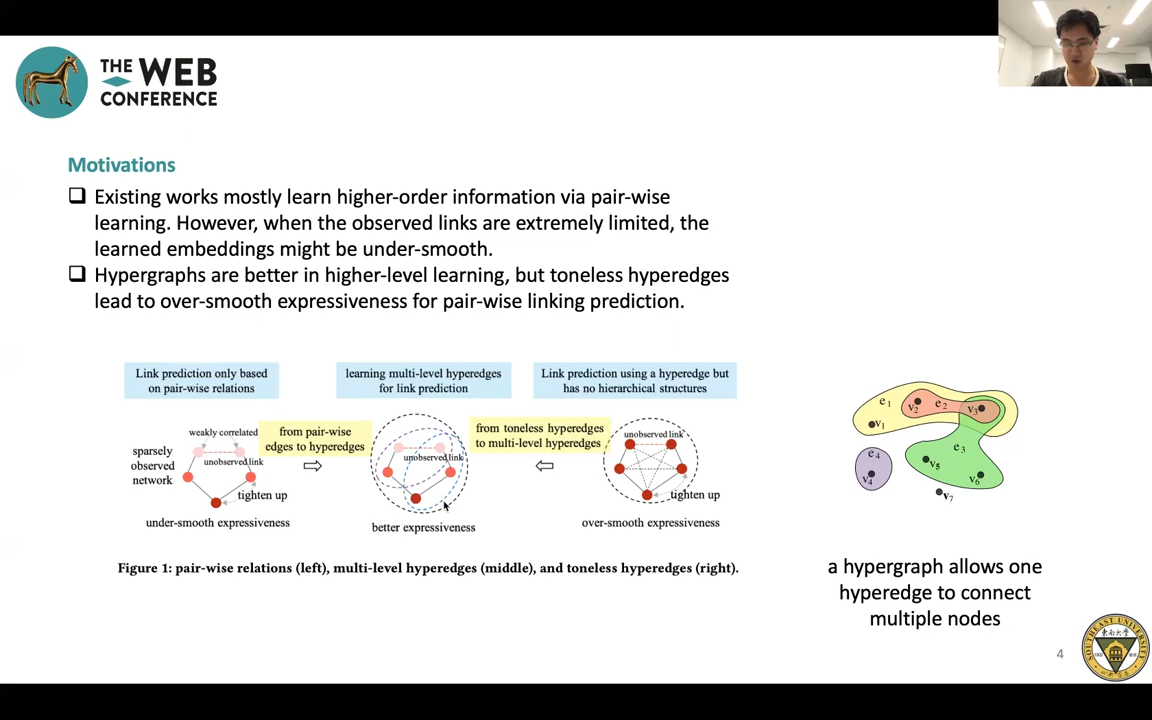 THE WEB
CONFERENCE
Motivations
Existing works mostly learn higher-order information via pair-wise
learning. However, when the observed links are extremely limited, the
learned embeddings might be under-smooth.
Hypergraphs are better in higher-level learning, but toneless hyperedges
lead to over-smooth expressiveness for pair-wise linking prediction.
Link prediction only based
on pair-wise relations
learning multi-level hyperedges
for link prediction
Link prediction using a hyperedge but
has no hierarchical structures
weakly correlated
sparsely
observed
network
unobserved link
tighten up
under-smooth expressiveness
from pair-wise
edges to hyperedges
unobserved link
better expressiveness
from toneless hyperedges
to multi-level hyperedges
unobserved link
tighten up
over-smooth expressiveness
Figure 1: pair-wise relations (left), multi-level hyperedges (middle), and toneless hyperedges (right).
e1
v2
e2
v3
v1
e3
e4
v4
v5
v6
v7
a hypergraph allows one
hyperedge to connect
multiple nodes
4
SOUTHEAST UNIVERSITY
東南大學
1902